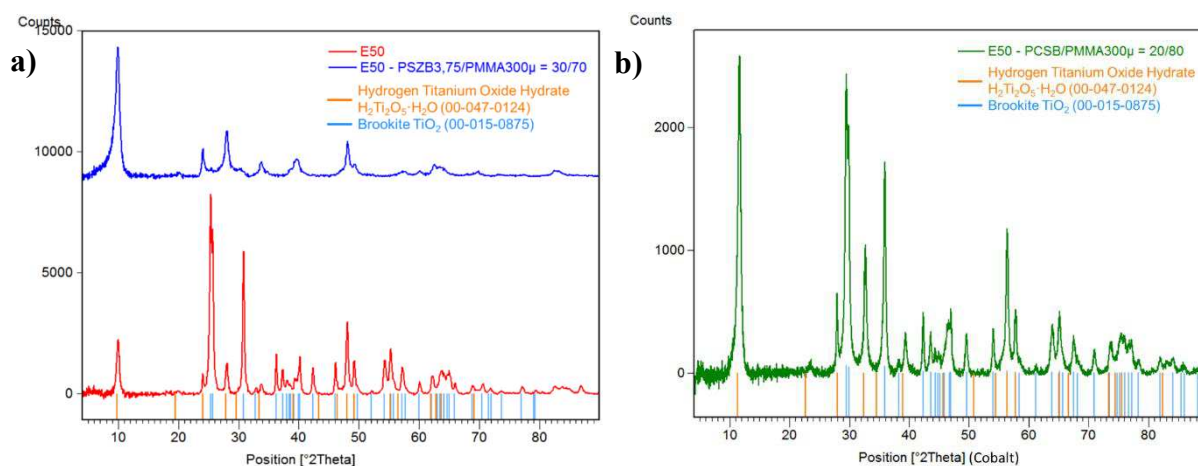 a)
Counts
15000
10000
5000
0
E50
E50 - PSZB3,75/PMMA300µ = 30/70
Hydrogen Titanium Oxide Hydrate
H₂Ti₂O₅·H₂O (00-047-0124)
Brookite TiO₂ (00-015-0875)
10 20 30 40 50 60 70 80
Position [°2Theta]
b)
Counts
2000
1000
0
E50 - PCSB/PMMA300µ = 20/80
Hydrogen Titanium Oxide Hydrate
H₂Ti₂O₅·H₂O (00-047-0124)
Brookite TiO₂ (00-015-0875)
10 20 30 40 50 60 70 80
Position [°2Theta] (Cobalt)